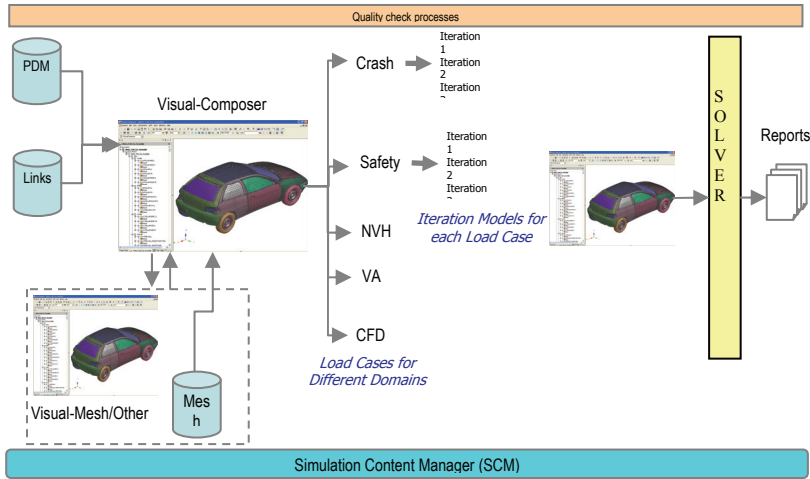 Quality check processes
PDM
Links
Visual-Composer
Crash
Iteration
1
Iteration
2
Iteration
Safety
Iteration
1
Iteration
2
Iteration
NVH
VA
CFD
Iteration Models for
each Load Case
Load Cases for
Different Domains
S
O
L
V
E
R
Reports
Visual-Mesh/Other
Mes
h
Simulation Content Manager (SCM)